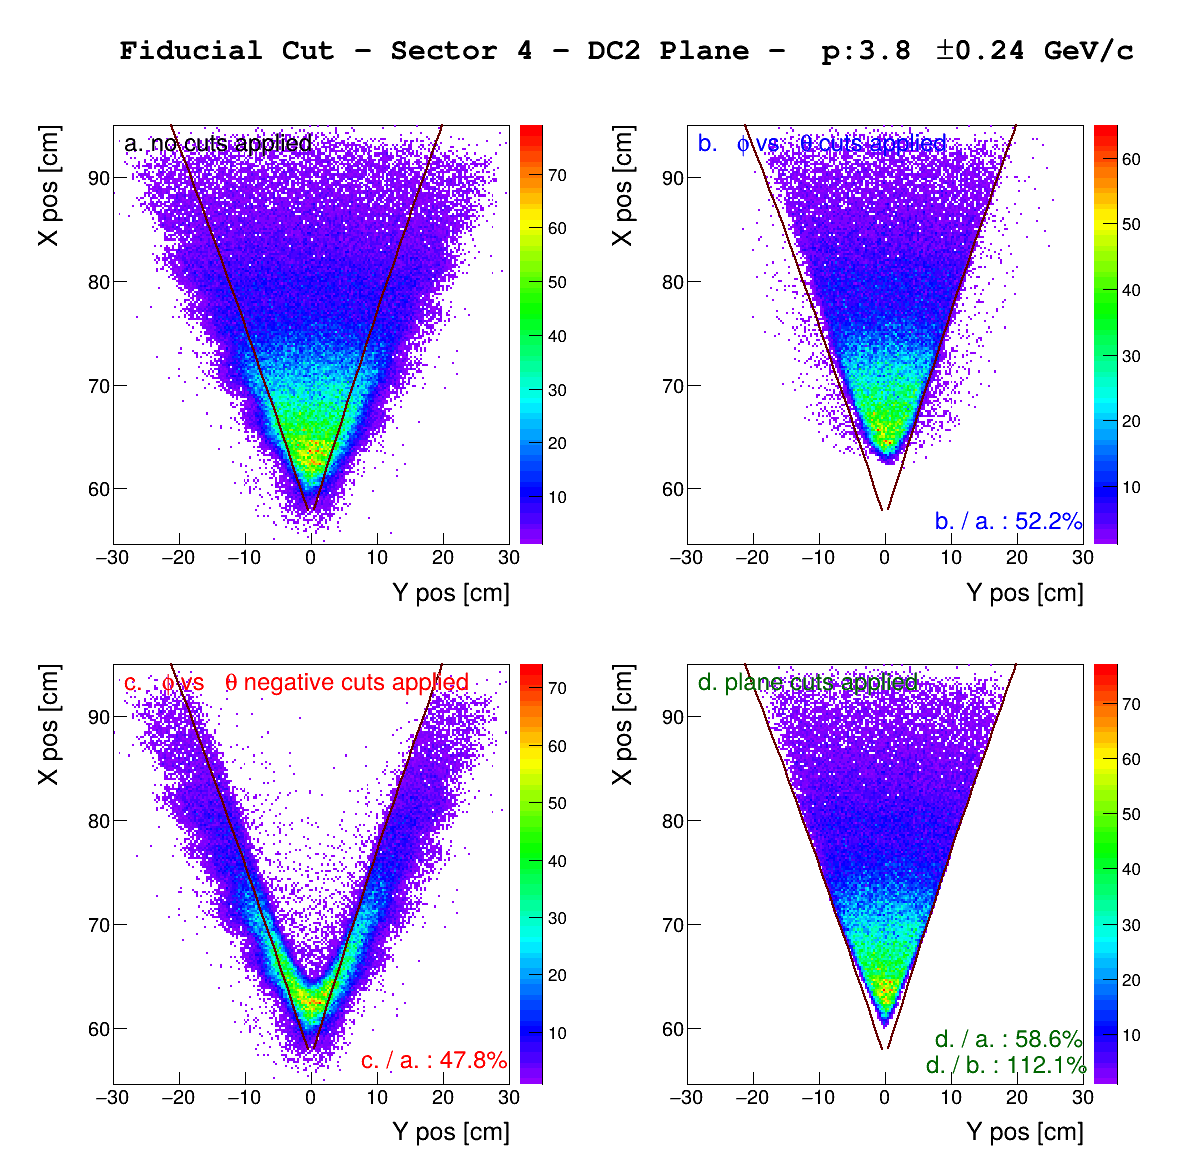 Fiducial Cut − Sector 4 − DC2 Plane − p:3.8 ±0.24 GeV/c
a. no cuts applied
X pos [cm]
90
80
70
60
−30 −20 −10 0 10 20 30
Y pos [cm]
70
60
50
40
30
20
10
b. ϕ vs θ cuts applied
X pos [cm]
90
80
70
60
b. / a. : 52.2%
−30 −20 −10 0 10 20 30
Y pos [cm]
60
50
40
30
20
10
c. ϕ vs θ negative cuts applied
X pos [cm]
90
80
70
60
c. / a. : 47.8%
−30 −20 −10 0 10 20 30
Y pos [cm]
70
60
50
40
30
20
10
d. plane cuts applied
X pos [cm]
90
80
70
60
d. / a. : 58.6%
d. / b. : 112.1%
−30 −20 −10 0 10 20 30
Y pos [cm]
70
60
50
40
30
20
10